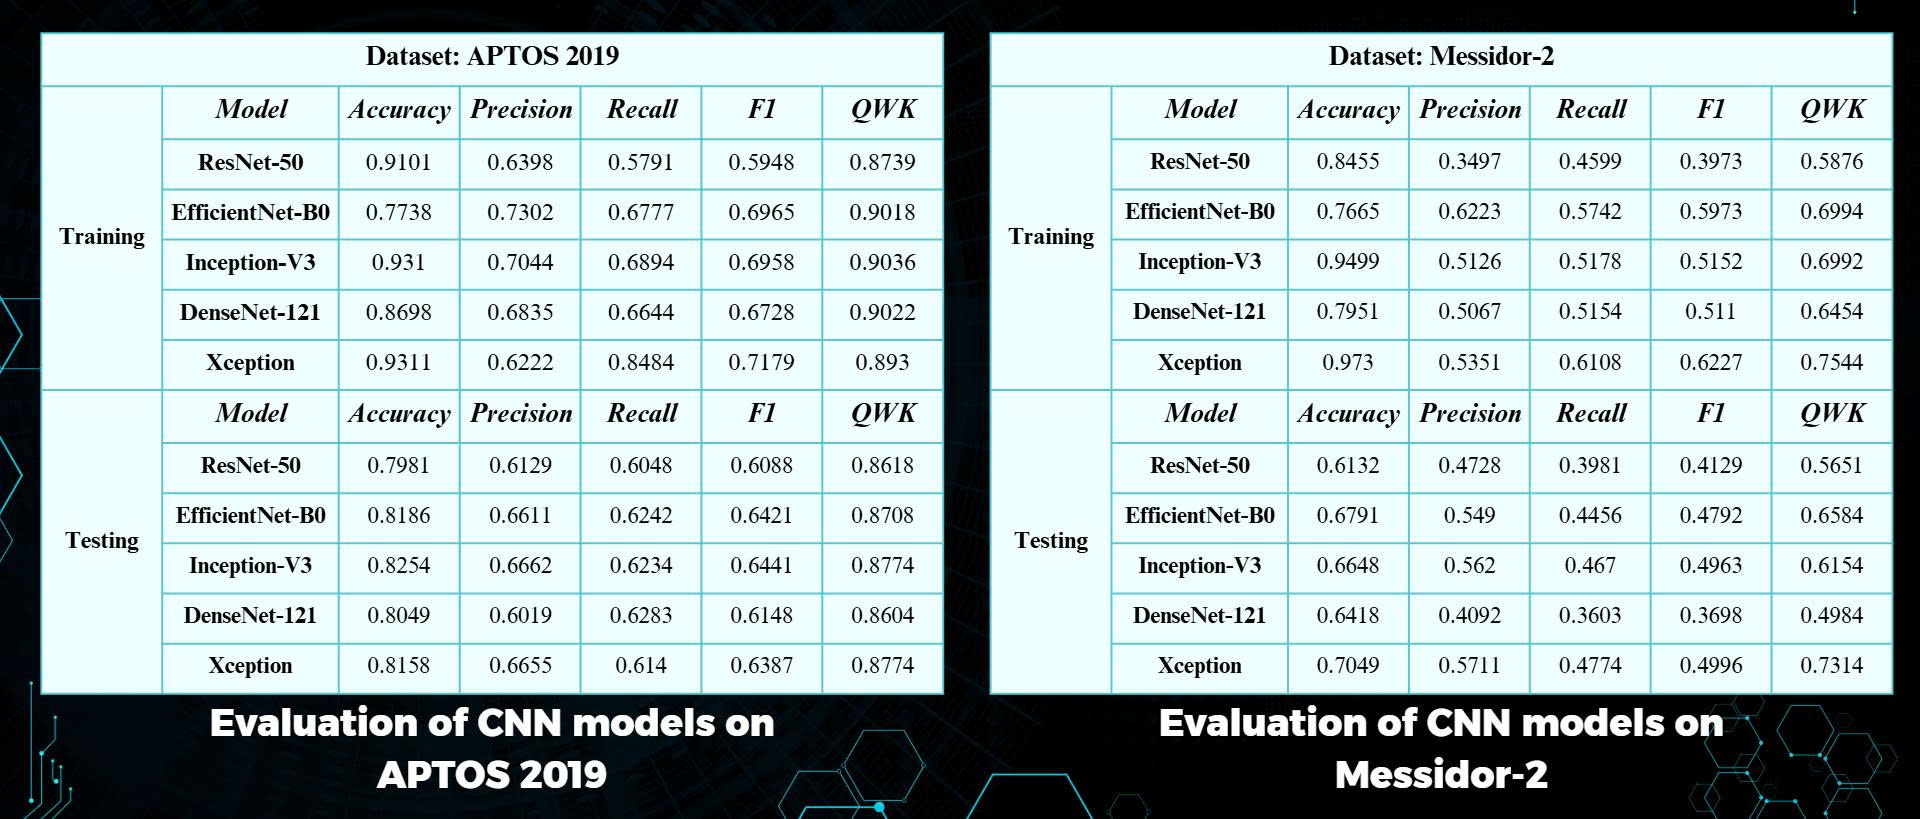 Dataset: APTOS 2019
Training
Model Accuracy Precision Recall F1 QWK
ResNet-50 0.9101 0.6398 0.5791 0.5948 0.8739
EfficientNet-B0 0.7738 0.7302 0.6777 0.6965 0.9018
Inception-V3 0.931 0.7044 0.6894 0.6958 0.9036
DenseNet-121 0.8698 0.6835 0.6644 0.6728 0.9022
Xception 0.9311 0.6222 0.8484 0.7179 0.893
Testing
Model Accuracy Precision Recall F1 QWK
ResNet-50 0.7981 0.6129 0.6048 0.6088 0.8618
EfficientNet-B0 0.8186 0.6611 0.6242 0.6421 0.8708
Inception-V3 0.8254 0.6662 0.6234 0.6441 0.8774
DenseNet-121 0.8049 0.6019 0.6283 0.6148 0.8604
Xception 0.8158 0.6655 0.614 0.6387 0.8774
Evaluation of CNN models on
APTOS 2019
Dataset: Messidor-2
Training
Model Accuracy Precision Recall F1 QWK
ResNet-50 0.8455 0.3497 0.4599 0.3973 0.5876
EfficientNet-B0 0.7665 0.6223 0.5742 0.5973 0.6994
Inception-V3 0.9499 0.5126 0.5178 0.5152 0.6992
DenseNet-121 0.7951 0.5067 0.5154 0.511 0.6454
Xception 0.973 0.5351 0.6108 0.6227 0.7544
Testing
Model Accuracy Precision Recall F1 QWK
ResNet-50 0.6132 0.4728 0.3981 0.4129 0.5651
EfficientNet-B0 0.6791 0.549 0.4456 0.4792 0.6584
Inception-V3 0.6648 0.562 0.467 0.4963 0.6154
DenseNet-121 0.6418 0.4092 0.3603 0.3698 0.4984
Xception 0.7049 0.5711 0.4774 0.4996 0.7314
Evaluation of CNN models on
Messidor-2